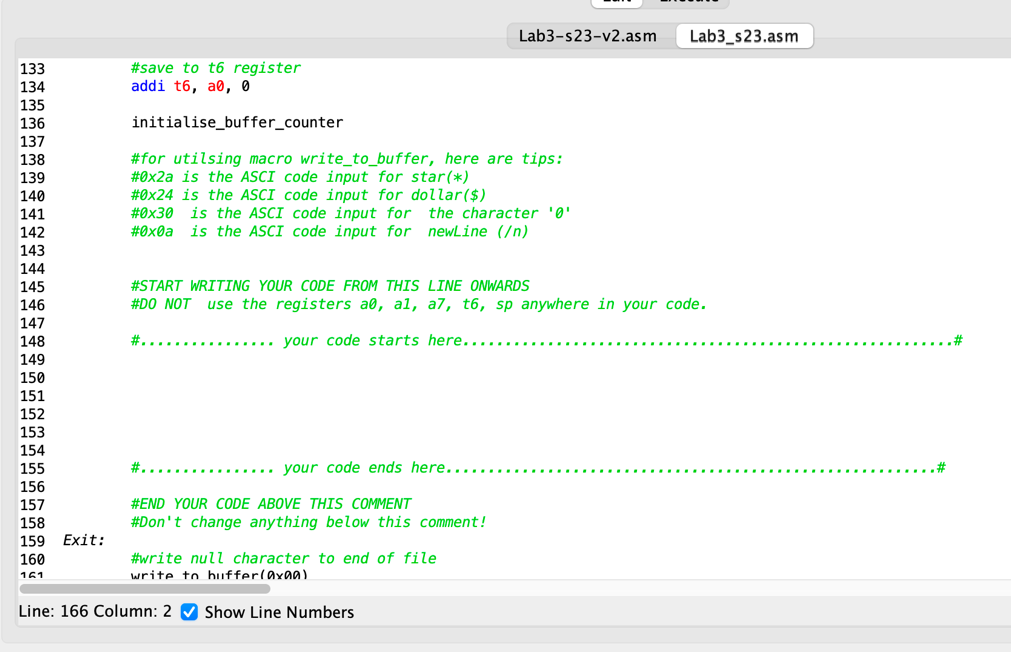 Edit Execute
Lab3-s23-v2.asm Lab3_s23.asm
133 #save to t6 register
134 addi t6, a0, 0
135
136 initialise_buffer_counter
137
138 #for utilsing macro write_to_buffer, here are tips:
139 #0x2a is the ASCI code input for star(*)
140 #0x24 is the ASCI code input for dollar($)
141 #0x30  is the ASCI code input for  the character '0'
142 #0x0a  is the ASCI code input for  newLine (/n)
143
144
145 #START WRITING YOUR CODE FROM THIS LINE ONWARDS
146 #DO NOT  use the registers a0, a1, a7, t6, sp anywhere in your code.
147
148 #................ your code starts here..........................................................#
149
150
151
152
153
154
155 #................ your code ends here..........................................................#
156
157 #END YOUR CODE ABOVE THIS COMMENT
158 #Don't change anything below this comment!
159 Exit:
160 #write null character to end of file
161 write_to_buffer(0x00)
Line: 166 Column: 2 Show Line Numbers